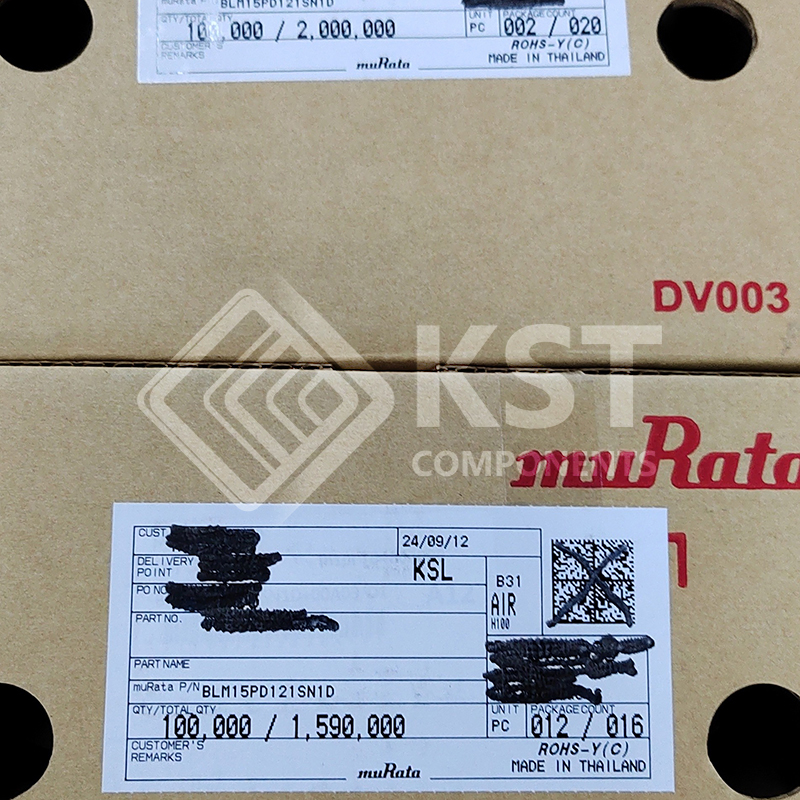 muRata P/N BLM15PD121SN1D
QTY/TOTAL QTY
100,000 / 2,000,000
UNIT PACKAGE COUNT
PC 002 / 020
CUSTOMER'S
REMARKS
ROHS-Y(C)
MADE IN THAILAND
muRata
DV003
KST
COMPONENTS
muRata
CUST
24/09/12
DELIVERY
POINT
KSL
PO NO
PART NO.
B31
AIR
H100
PART NAME
muRata P/N BLM15PD121SN1D
QTY/TOTAL QTY
100,000 / 1,590,000
UNIT PACKAGE COUNT
PC 012 / 016
CUSTOMER'S
REMARKS
ROHS-Y(C)
MADE IN THAILAND
muRata